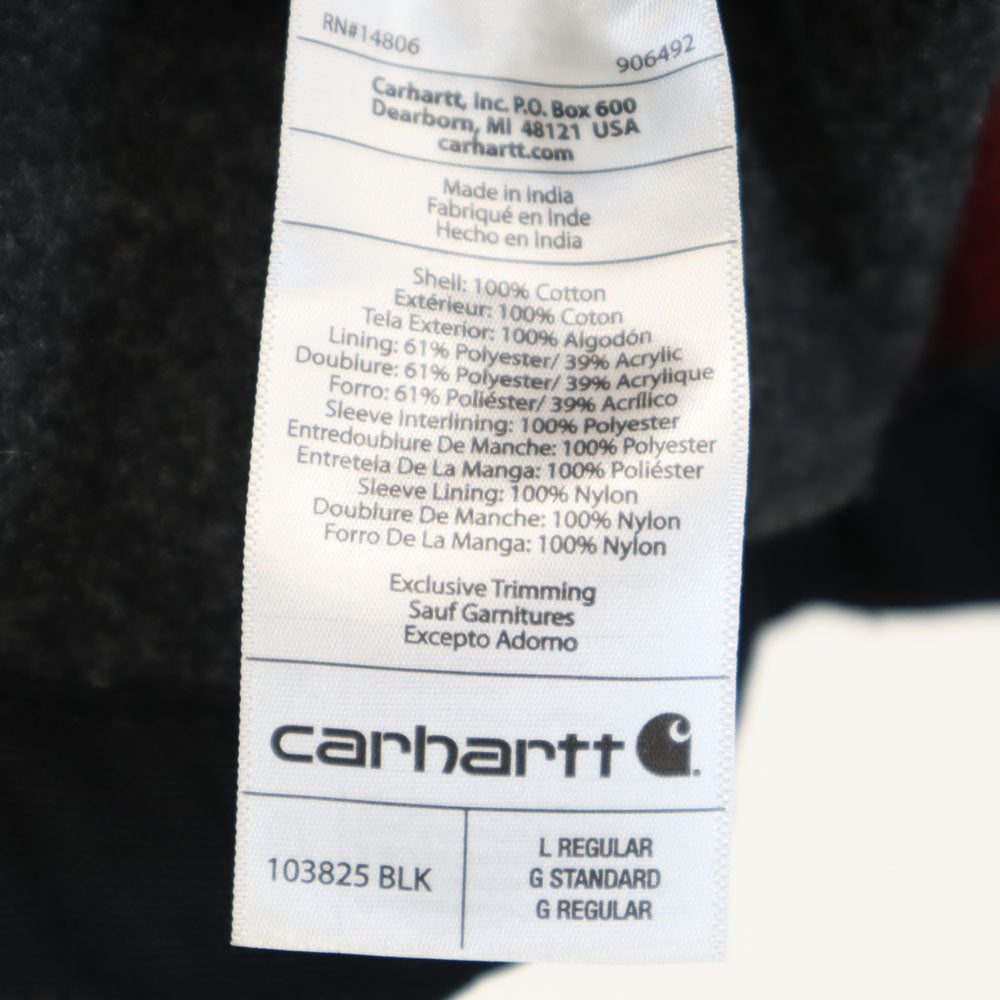 RN#14806
906492
Carhartt, Inc. P.O. Box 600
Dearborn, MI 48121 USA
carhartt.com
Made in India
Fabriqué en Inde
Hecho en India
Shell: 100% Cotton
Extérieur: 100% Coton
Tela Exterior: 100% Algodón
Lining: 61% Polyester/ 39% Acrylic
Doublure: 61% Polyester/ 39% Acrylique
Forro: 61% Poliéster/ 39% Acrílico
Sleeve Interlining: 100% Polyester
Entredoublure De Manche: 100% Polyester
Entretela De La Manga: 100% Poliéster
Sleeve Lining: 100% Nylon
Doublure De Manche: 100% Nylon
Forro De La Manga: 100% Nylon
Exclusive Trimming
Sauf Garnitures
Excepto Adorno
carhartt
103825 BLK
L REGULAR
G STANDARD
G REGULAR